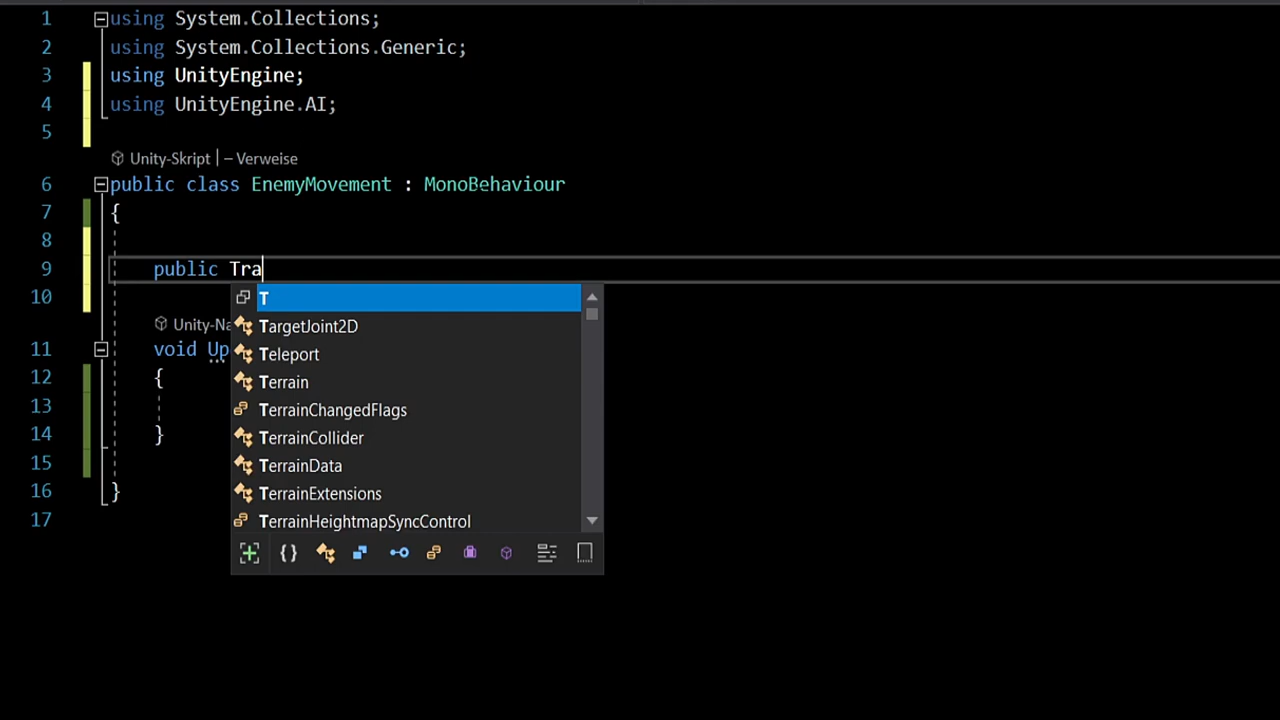 1 using System.Collections;
2 using System.Collections.Generic;
3 using UnityEngine;
4 using UnityEngine.AI;
5
Unity-Skript | – Verweise
6 public class EnemyMovement : MonoBehaviour
7 {
8
9 public Tra
10
T
TargetJoint2D
Teleport
Terrain
TerrainChangedFlags
TerrainCollider
TerrainData
TerrainExtensions
TerrainHeightmapSyncControl
Unity-Na
11 void Up
12 {
13
14 }
15
16 }
17